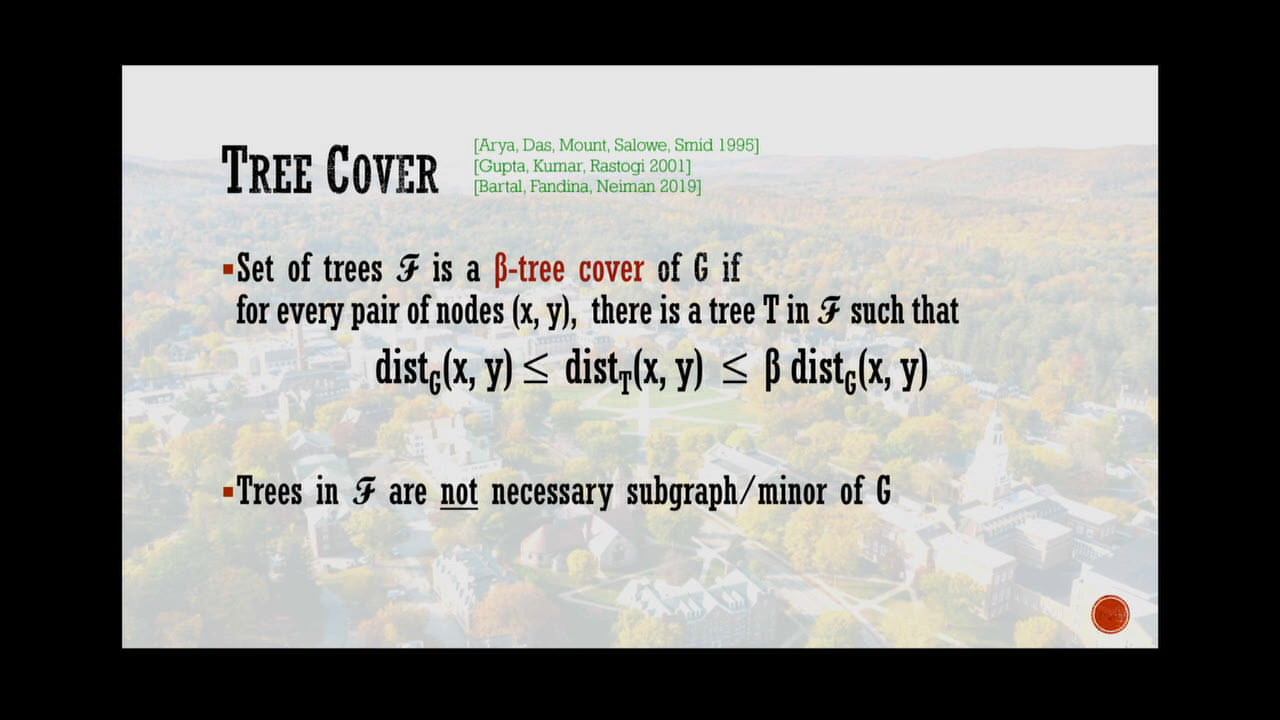 TREE COVER
[Arya, Das, Mount, Salowe, Smid 1995]
[Gupta, Kumar, Rastogi 2001]
[Bartal, Fandina, Neiman 2019]
▪Set of trees 𝓕 is a β-tree cover of G if
for every pair of nodes (x, y), there is a tree T in 𝓕 such that
dist_G(x, y) ≤ dist_T(x, y) ≤ β dist_G(x, y)
▪Trees in 𝓕 are not necessary subgraph/minor of G